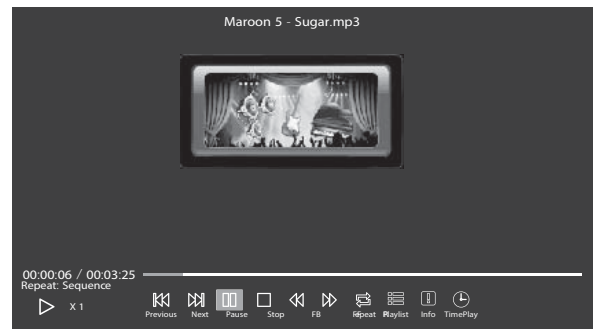 Maroon 5 - Sugar.mp3
00:00:06 / 00:03:25
Repeat: Sequence
X 1
Previous Next Pause Stop FB Repeat Playlist Info TimePlay